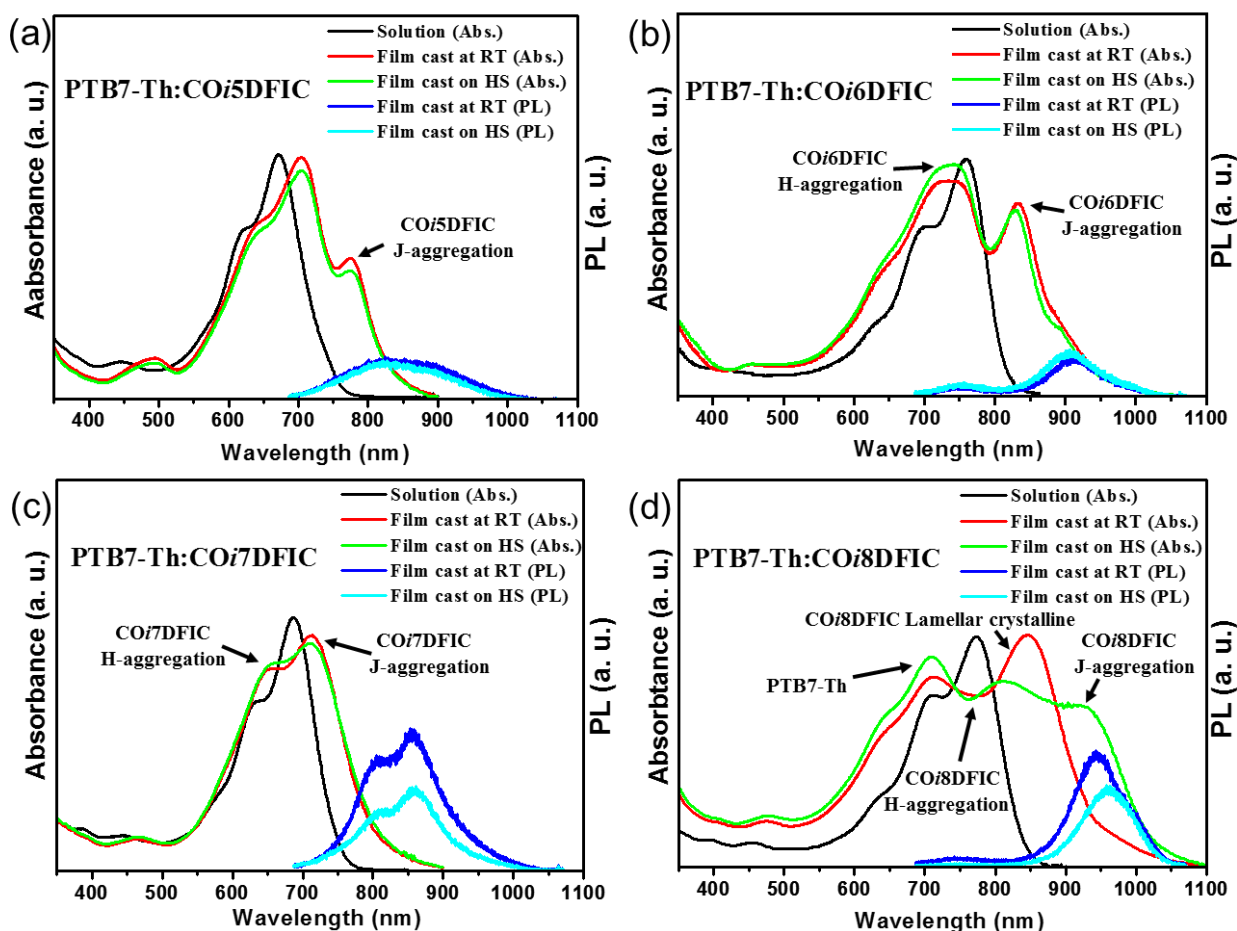 (a)
Solution (Abs.)
Film cast at RT (Abs.)
Film cast on HS (Abs.)
Film cast at RT (PL)
Film cast on HS (PL)
PTB7-Th:COi5DFIC
COi5DFIC
J-aggregation
Aabsorbance (a. u.)
PL (a. u.)
400 500 600 700 800 900 1000 1100
Wavelength (nm)
(b)
Solution (Abs.)
Film cast at RT (Abs.)
Film cast on HS (Abs.)
Film cast at RT (PL)
Film cast on HS (PL)
PTB7-Th:COi6DFIC
COi6DFIC
H-aggregation
COi6DFIC
J-aggregation
Absorbance (a. u.)
PL (a. u.)
400 500 600 700 800 900 1000 1100
Wavelength (nm)
(c)
Solution (Abs.)
Film cast at RT (Abs.)
Film cast on HS (Abs.)
Film cast at RT (PL)
Film cast on HS (PL)
PTB7-Th:COi7DFIC
COi7DFIC
H-aggregation
COi7DFIC
J-aggregation
Absorbance (a. u.)
PL (a. u.)
400 500 600 700 800 900 1000 1100
Wavelength (nm)
(d)
Solution (Abs.)
Film cast at RT (Abs.)
Film cast on HS (Abs.)
Film cast at RT (PL)
Film cast on HS (PL)
PTB7-Th:COi8DFIC
COi8DFIC Lamellar crystalline
COi8DFIC
J-aggregation
PTB7-Th
COi8DFIC
H-aggregation
Absorbtance (a. u.)
PL (a. u.)
400 500 600 700 800 900 1000 1100
Wavelength (nm)